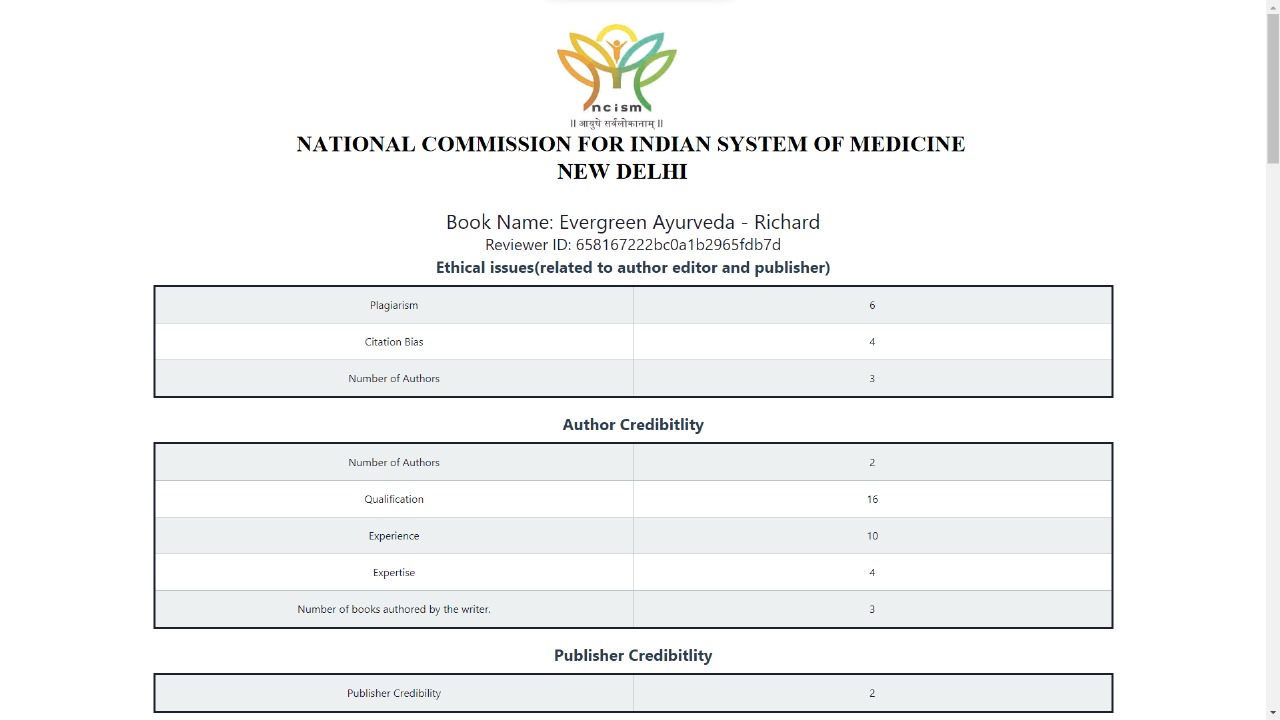 ncism
॥ आयुषे सर्वलोकानाम् ॥
NATIONAL COMMISSION FOR INDIAN SYSTEM OF MEDICINE
NEW DELHI
Book Name: Evergreen Ayurveda - Richard
Reviewer ID: 658167222bc0a1b2965fdb7d
Ethical issues(related to author editor and publisher)
Plagiarism 6
Citation Bias 4
Number of Authors 3
Author Credibitlity
Number of Authors 2
Qualification 16
Experience 10
Expertise 4
Number of books authored by the writer. 3
Publisher Credibitlity
Publisher Credibility 2